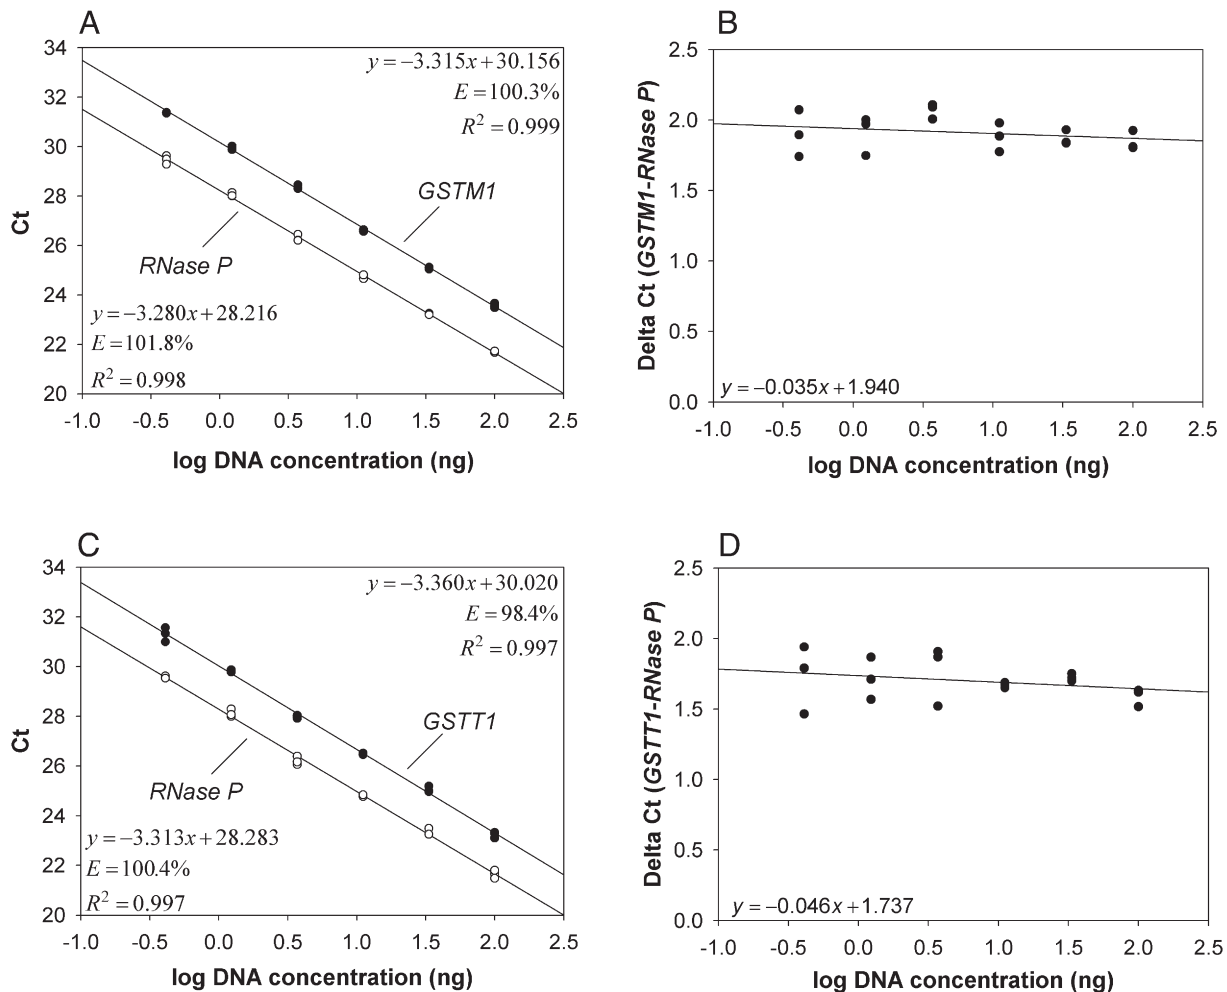 A
34
32
30
28
26
24
22
20
Ct
y = −3.315x + 30.156
E = 100.3%
R² = 0.999
GSTM1
RNase P
y = −3.280x + 28.216
E = 101.8%
R² = 0.998
-1.0 -0.5 0.0 0.5 1.0 1.5 2.0 2.5
log DNA concentration (ng)
B
2.5
2.0
1.5
1.0
0.5
0.0
Delta Ct (GSTM1-RNase P)
y = −0.035x + 1.940
-1.0 -0.5 0.0 0.5 1.0 1.5 2.0 2.5
log DNA concentration (ng)
C
34
32
30
28
26
24
22
20
Ct
y = −3.360x + 30.020
E = 98.4%
R² = 0.997
GSTT1
RNase P
y = −3.313x + 28.283
E = 100.4%
R² = 0.997
-1.0 -0.5 0.0 0.5 1.0 1.5 2.0 2.5
log DNA concentration (ng)
D
2.5
2.0
1.5
1.0
0.5
0.0
Delta Ct (GSTT1-RNase P)
y = −0.046x + 1.737
-1.0 -0.5 0.0 0.5 1.0 1.5 2.0 2.5
log DNA concentration (ng)